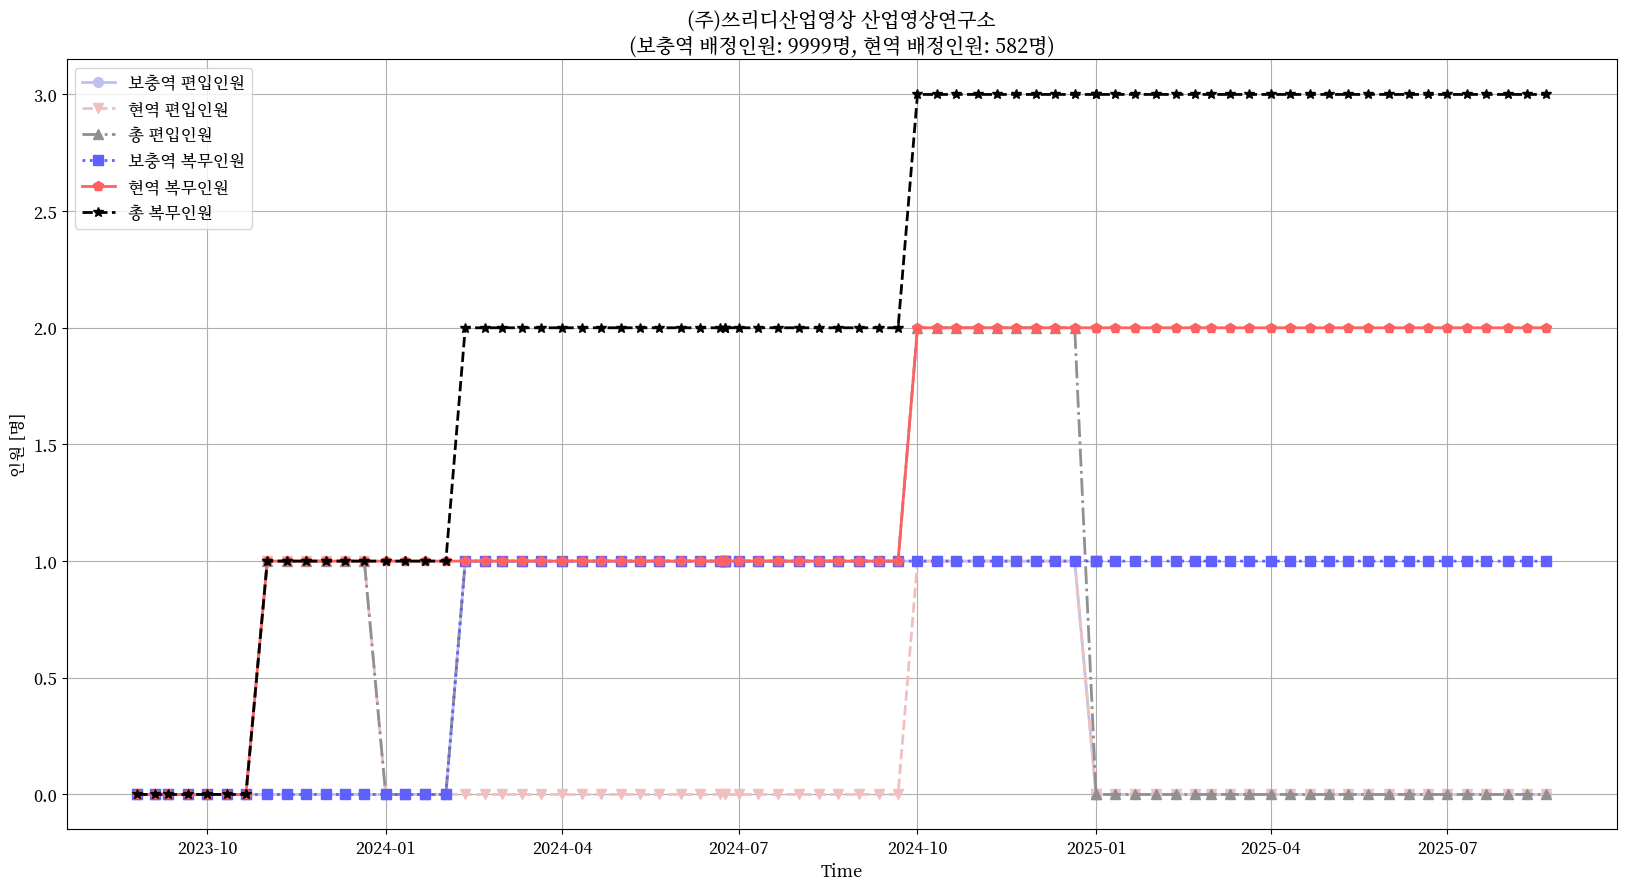 (주)쓰리디산업영상 산업영상연구소
(보충역 배정인원: 9999명, 현역 배정인원: 582명)
보충역 편입인원
현역 편입인원
총 편입인원
보충역 복무인원
현역 복무인원
총 복무인원
3.0
2.5
2.0
1.5
1.0
0.5
0.0
인원 [명]
2023-10
2024-01
2024-04
2024-07
2024-10
2025-01
2025-04
2025-07
Time